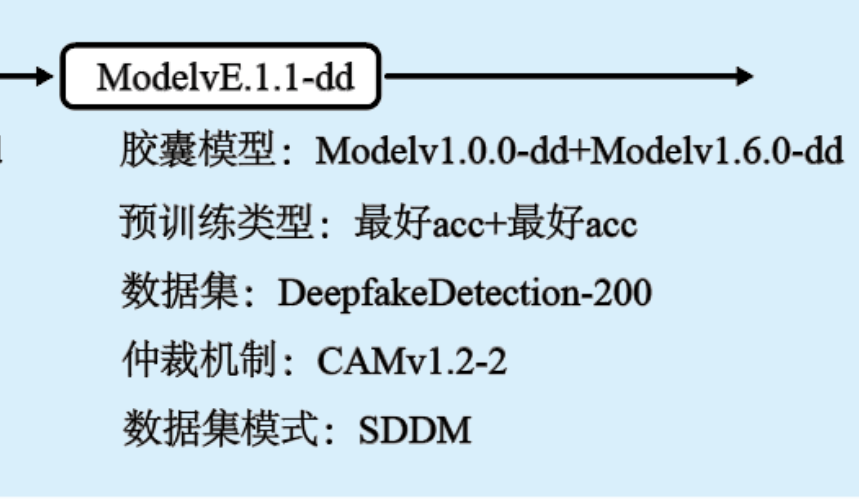 ModelvE.1.1-dd
胶囊模型：Modelv1.0.0-dd+Modelv1.6.0-dd
预训练类型：最好acc+最好acc
数据集：DeepfakeDetection-200
仲裁机制：CAMv1.2-2
数据集模式：SDDM